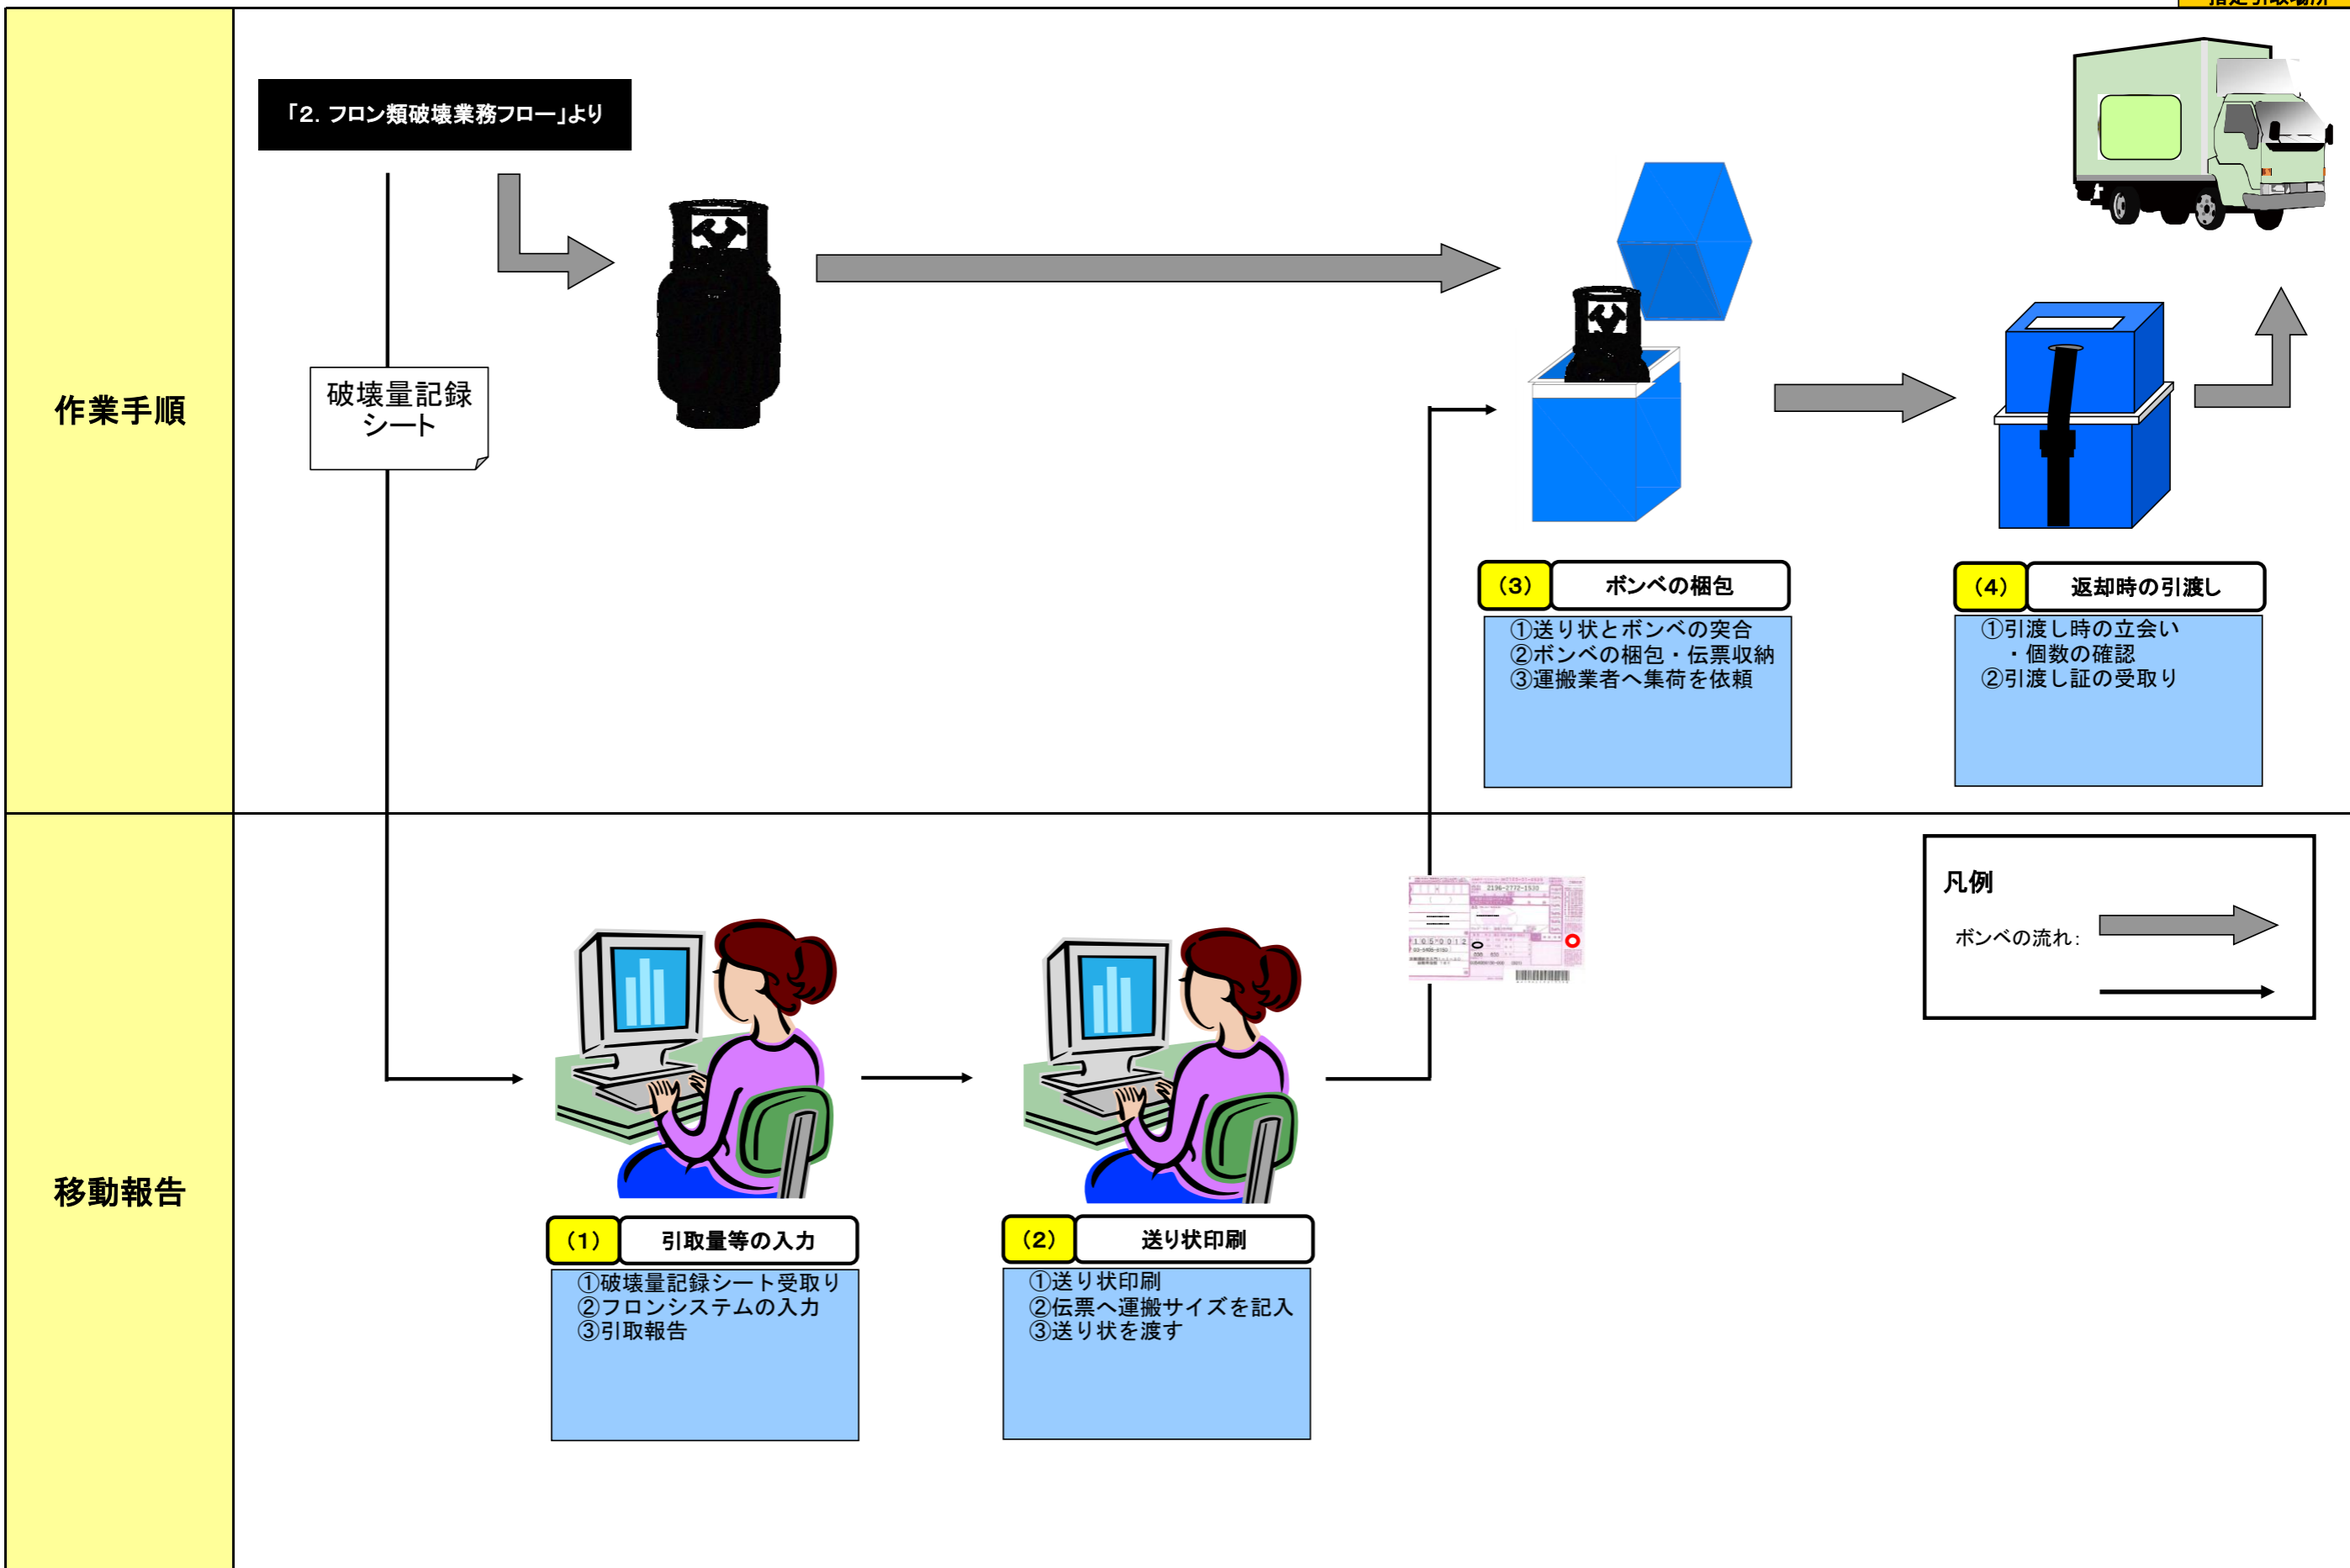 「2．フロン類破壊業務フロー」より
作業手順
破壊量記録
シート
（3）
ボンベの梱包
①送り状とボンベの突合
②ボンベの梱包・伝票収納
③運搬業者へ集荷を依頼
（4）
返却時の引渡し
①引渡し時の立会い
・個数の確認
②引渡し証の受取り
移動報告
凡例
ボンベの流れ：
2196-2772-1530
1050012
（1）
引取量等の入力
①破壊量記録シート受取り
②フロンシステムの入力
③引取報告
（2）
送り状印刷
①送り状印刷
②伝票へ運搬サイズを記入
③送り状を渡す